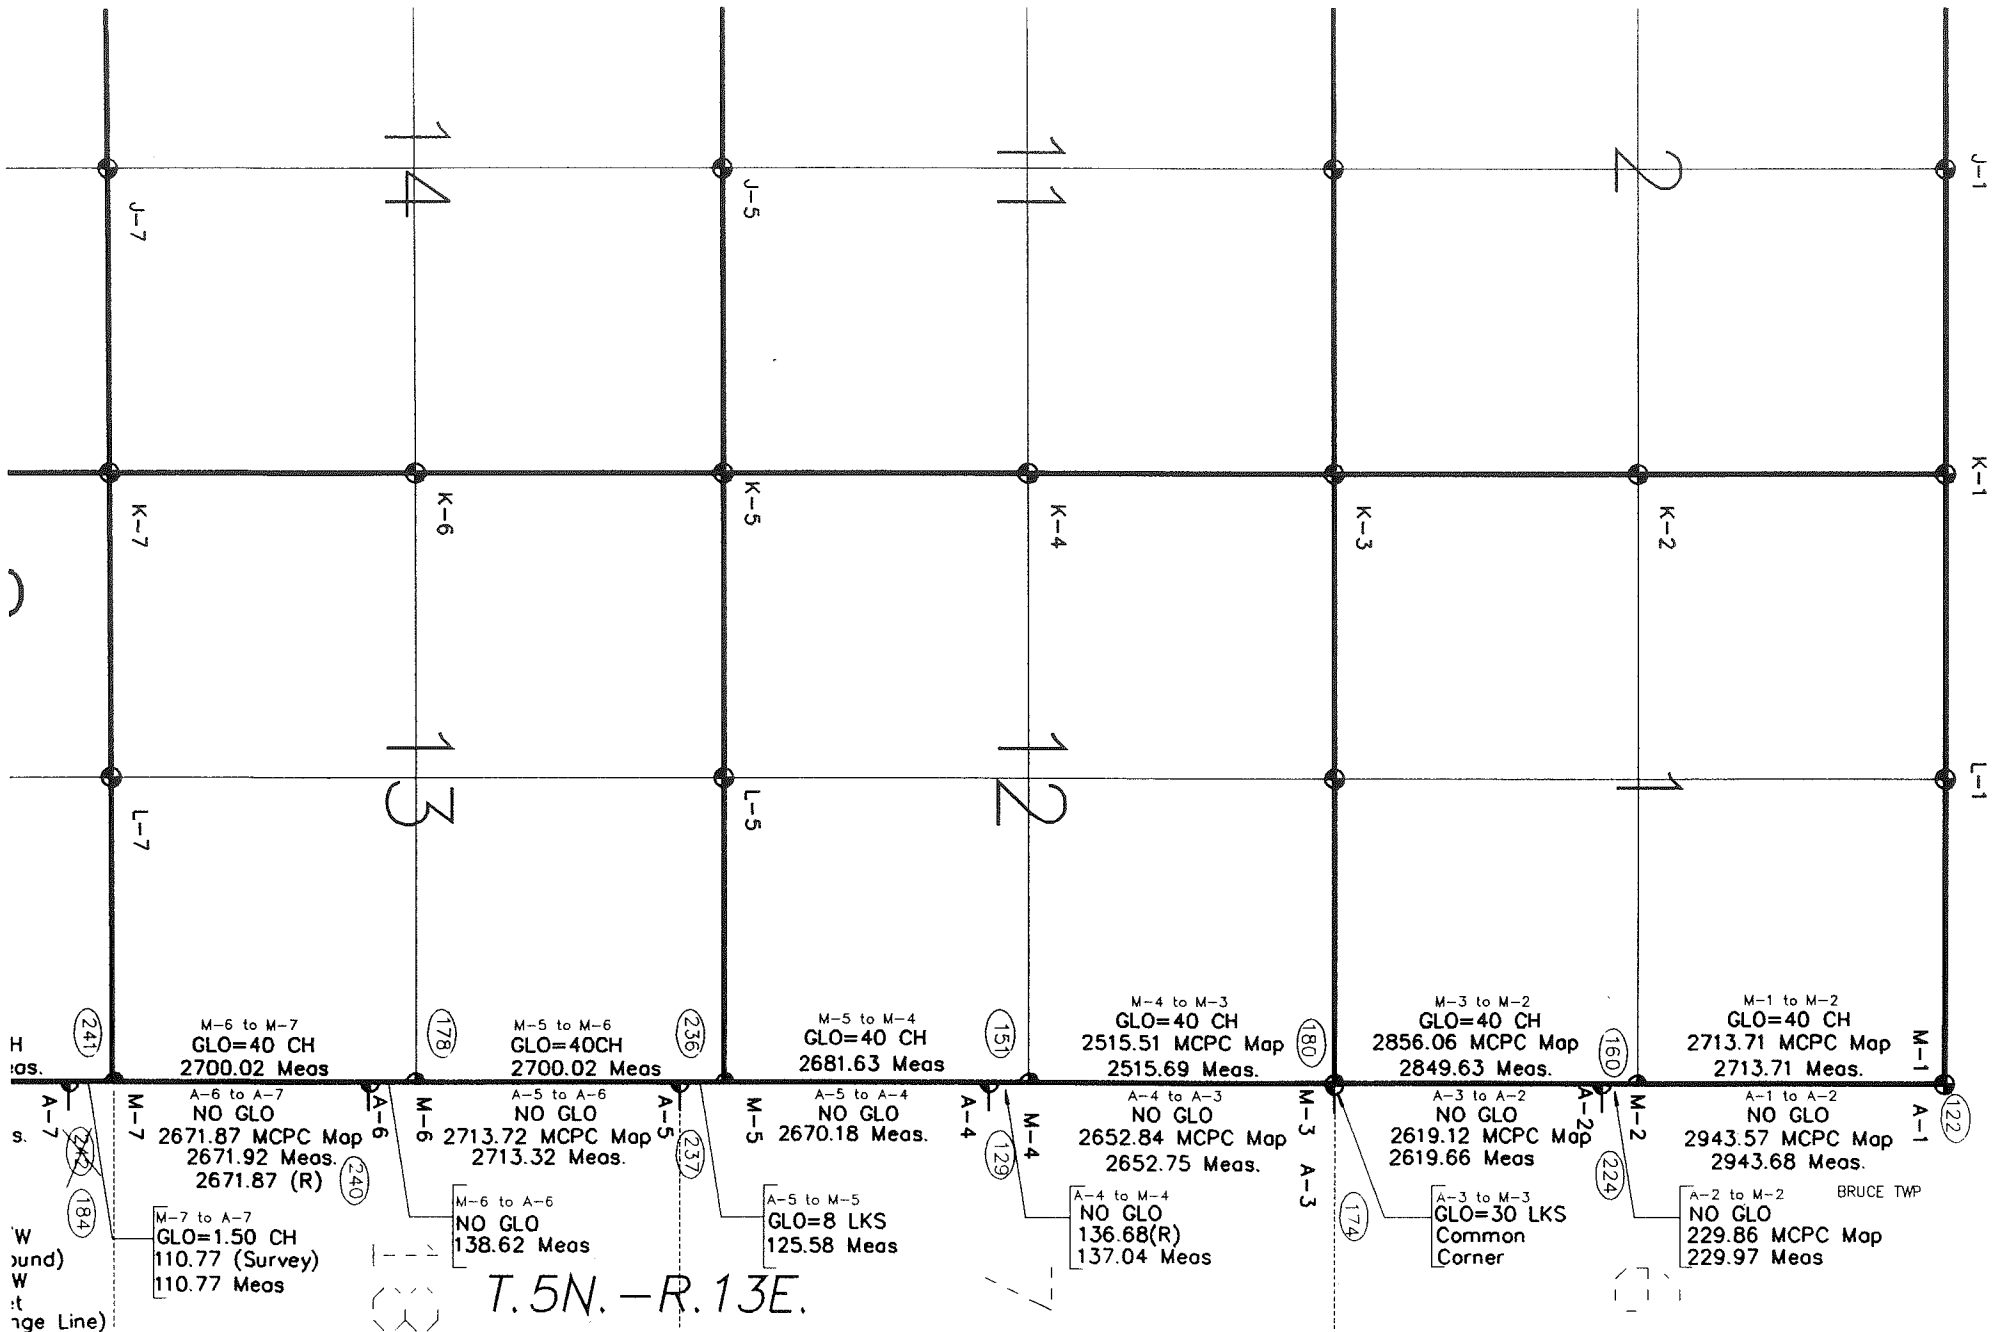 J-1
2
11
14
J-5
J-7
K-1
K-2
K-3
K-4
K-5
K-6
K-7
L-1
1
12
13
L-5
L-7
M-1 to M-2
GLO=40 CH
2713.71 MCPC Map
2713.71 Meas.
M-1
M-3 to M-2
GLO=40 CH
2856.06 MCPC Map
2849.63 Meas.
160
M-4 to M-3
GLO=40 CH
2515.51 MCPC Map
2515.69 Meas.
180
M-5 to M-4
GLO=40 CH
2681.63 Meas
151
M-5 to M-6
GLO=40CH
2700.02 Meas
236
M-6 to M-7
GLO=40 CH
2700.02 Meas
178
241
H
eas.
A-1 to A-2
NO GLO
2943.57 MCPC Map
2943.68 Meas.
A-1
122
BRUCE TWP
A-3 to A-2
NO GLO
2619.12 MCPC Map
2619.66 Meas
A-2
M-2
224
A-4 to A-3
NO GLO
2652.84 MCPC Map
2652.75 Meas.
M-3
A-3
174
A-5 to A-4
NO GLO
2670.18 Meas.
A-4
M-4
129
A-5 to A-6
NO GLO
2713.72 MCPC Map
2713.32 Meas.
A-5
M-5
237
A-6 to A-7
NO GLO
2671.87 MCPC Map
2671.92 Meas.
2671.87 (R)
A-6
M-6
240
A-7
M-7
242
184
s.
A-2 to M-2
NO GLO
229.86 MCPC Map
229.97 Meas
A-3 to M-3
GLO=30 LKS
Common
Corner
A-4 to M-4
NO GLO
136.68(R)
137.04 Meas
A-5 to M-5
GLO=8 LKS
125.58 Meas
M-6 to A-6
NO GLO
138.62 Meas
M-7 to A-7
GLO=1.50 CH
110.77 (Survey)
110.77 Meas
W
ound)
W
et
nge Line)
T.5N.-R.13E.